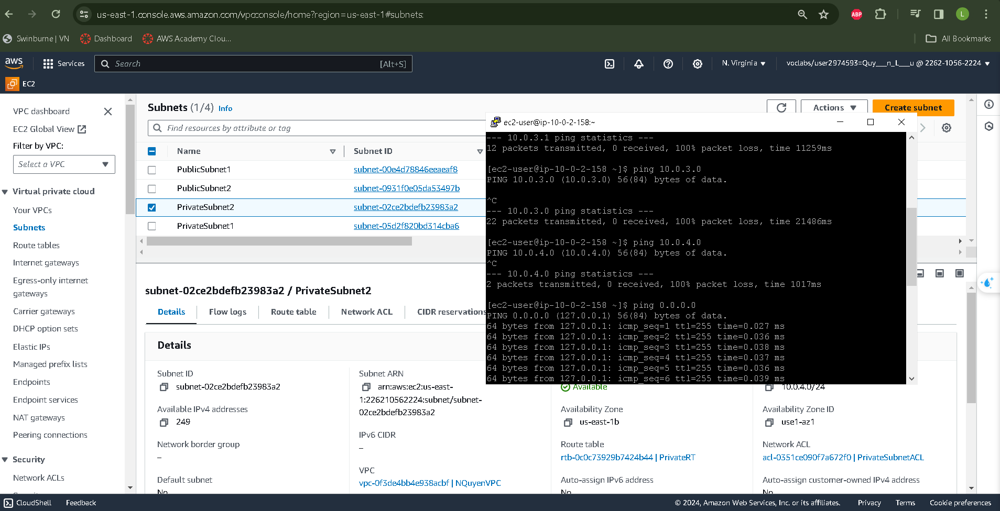 us-east-1.console.aws.amazon.com/vpcconsole/home?region=us-east-1#subnets:
ABP
L
Swinburne | VN
Dashboard
AWS Academy Clou...
All Bookmarks
aws
Services
Search
[Alt+S]
N. Virginia
voclabs/user2974593=Quy___n_L___u @ 2262-1056-2224
EC2
VPC dashboard
EC2 Global View
Filter by VPC:
Select a VPC
Virtual private cloud
Your VPCs
Subnets
Route tables
Internet gateways
Egress-only internet
gateways
Carrier gateways
DHCP option sets
Elastic IPs
Managed prefix lists
Endpoints
Endpoint services
NAT gateways
Peering connections
Security
Network ACLs
Subnets (1/4) Info
Actions
Create subnet
Find resources by attribute or tag
Name
Subnet ID
PublicSubnet1
subnet-00e4d78846eeaeaf8
PublicSubnet2
subnet-0931f0e05da53497b
PrivateSubnet2
subnet-02ce2bdefb23983a2
PrivateSubnet1
subnet-05d2f820bd314cba6
ec2-user@ip-10-0-2-158:~
--- 10.0.3.1 ping statistics ---
12 packets transmitted, 0 received, 100% packet loss, time 11259ms
[ec2-user@ip-10-0-2-158 ~]$ ping 10.0.3.0
PING 10.0.3.0 (10.0.3.0) 56(84) bytes of data.
^C
--- 10.0.3.0 ping statistics ---
22 packets transmitted, 0 received, 100% packet loss, time 21486ms
[ec2-user@ip-10-0-2-158 ~]$ ping 10.0.4.0
PING 10.0.4.0 (10.0.4.0) 56(84) bytes of data.
^C
--- 10.0.4.0 ping statistics ---
2 packets transmitted, 0 received, 100% packet loss, time 1017ms
[ec2-user@ip-10-0-2-158 ~]$ ping 0.0.0.0
PING 0.0.0.0 (127.0.0.1) 56(84) bytes of data.
64 bytes from 127.0.0.1: icmp_seq=1 ttl=255 time=0.027 ms
64 bytes from 127.0.0.1: icmp_seq=2 ttl=255 time=0.036 ms
64 bytes from 127.0.0.1: icmp_seq=3 ttl=255 time=0.038 ms
64 bytes from 127.0.0.1: icmp_seq=4 ttl=255 time=0.037 ms
64 bytes from 127.0.0.1: icmp_seq=5 ttl=255 time=0.036 ms
64 bytes from 127.0.0.1: icmp_seq=6 ttl=255 time=0.039 ms
subnet-02ce2bdefb23983a2 / PrivateSubnet2
Details
Flow logs
Route table
Network ACL
CIDR reservations
Details
Subnet ID
subnet-02ce2bdefb23983a2
Available IPv4 addresses
249
Network border group
–
Default subnet
No
Subnet ARN
arn:aws:ec2:us-east-
1:226210562224:subnet/subnet-
02ce2bdefb23983a2
IPv6 CIDR
–
VPC
vpc-0f3de4bb4e938acbf | NQuyenVPC
Available
Availability Zone
us-east-1b
Route table
rtb-0c0c73929b7424b44 | PrivateRT
Auto-assign IPv6 address
No
10.0.4.0/24
Availability Zone ID
use1-az1
Network ACL
acl-0351ce090f7a672f0 | PrivateSubnetACL
Auto-assign customer-owned IPv4 address
No
CloudShell
Feedback
© 2024, Amazon Web Services, Inc. or its affiliates.
Privacy
Terms
Cookie preferences